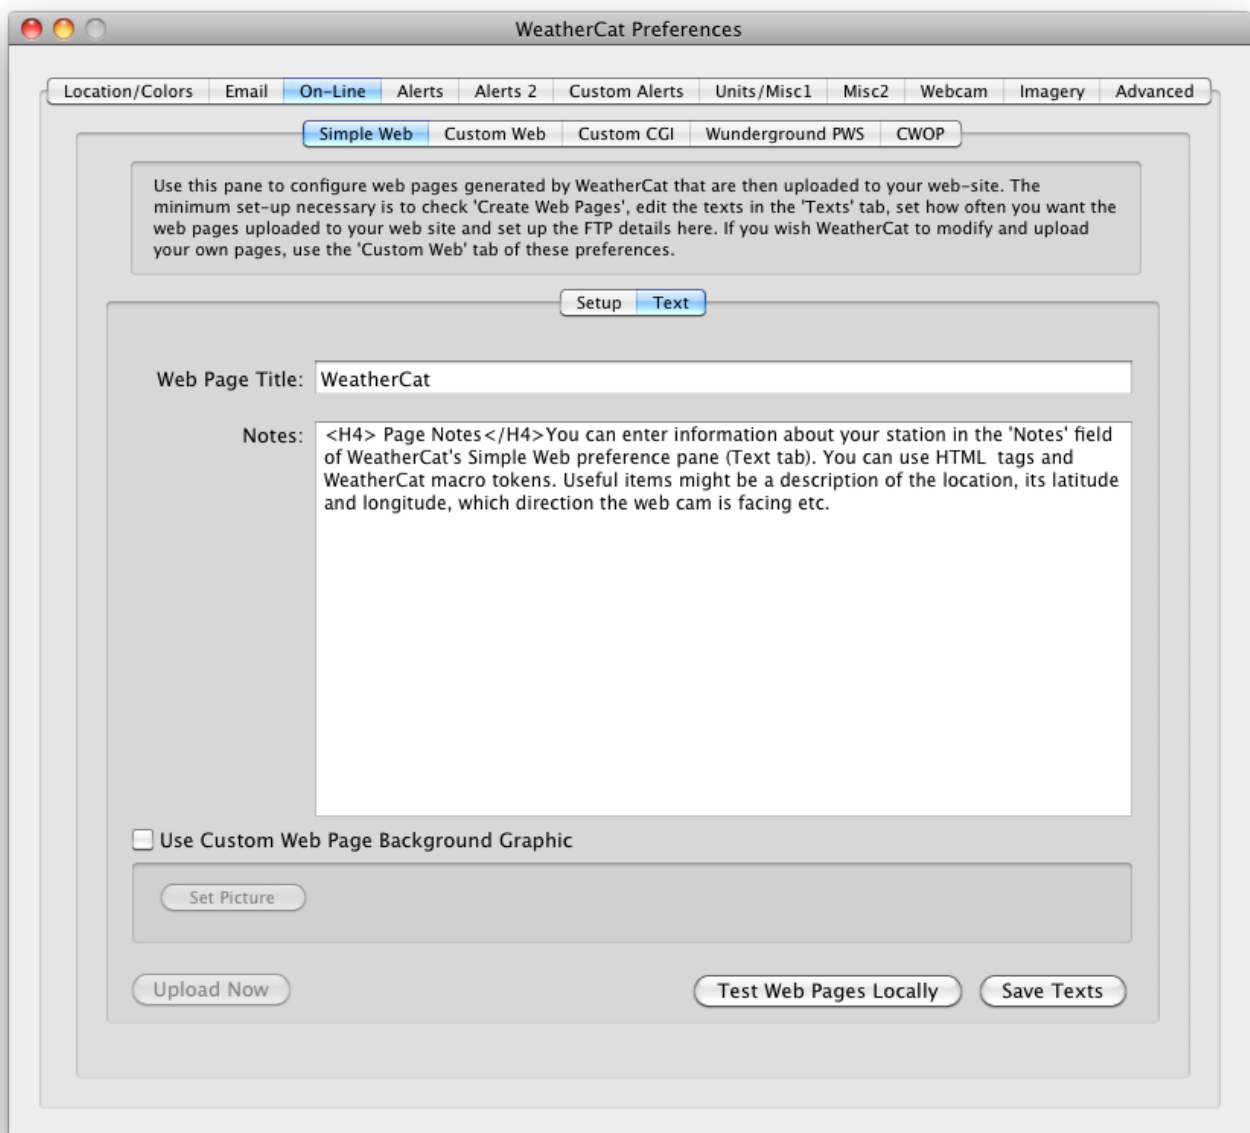 WeatherCat Preferences
Location/Colors Email On-Line Alerts Alerts 2 Custom Alerts Units/Misc1 Misc2 Webcam Imagery Advanced
Simple Web Custom Web Custom CGI Wunderground PWS CWOP
Use this pane to configure web pages generated by WeatherCat that are then uploaded to your web-site. The
minimum set-up necessary is to check 'Create Web Pages', edit the texts in the 'Texts' tab, set how often you want the
web pages uploaded to your web site and set up the FTP details here. If you wish WeatherCat to modify and upload
your own pages, use the 'Custom Web' tab of these preferences.
Setup Text
Web Page Title: WeatherCat
Notes: <H4> Page Notes</H4>You can enter information about your station in the 'Notes' field
of WeatherCat's Simple Web preference pane (Text tab). You can use HTML  tags and
WeatherCat macro tokens. Useful items might be a description of the location, its latitude
and longitude, which direction the web cam is facing etc.
Use Custom Web Page Background Graphic
Set Picture
Upload Now Test Web Pages Locally Save Texts